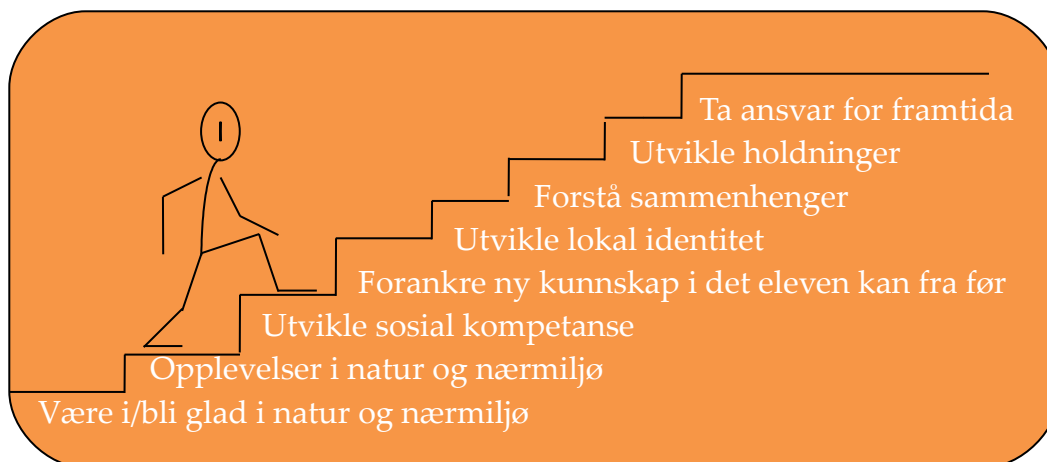 Ta ansvar for framtida
Utvikle holdninger
Forstå sammenhenger
Utvikle lokal identitet
Forankre ny kunnskap i det eleven kan fra før
Utvikle sosial kompetanse
Opplevelser i natur og nærmiljø
Være i/bli glad i natur og nærmiljø